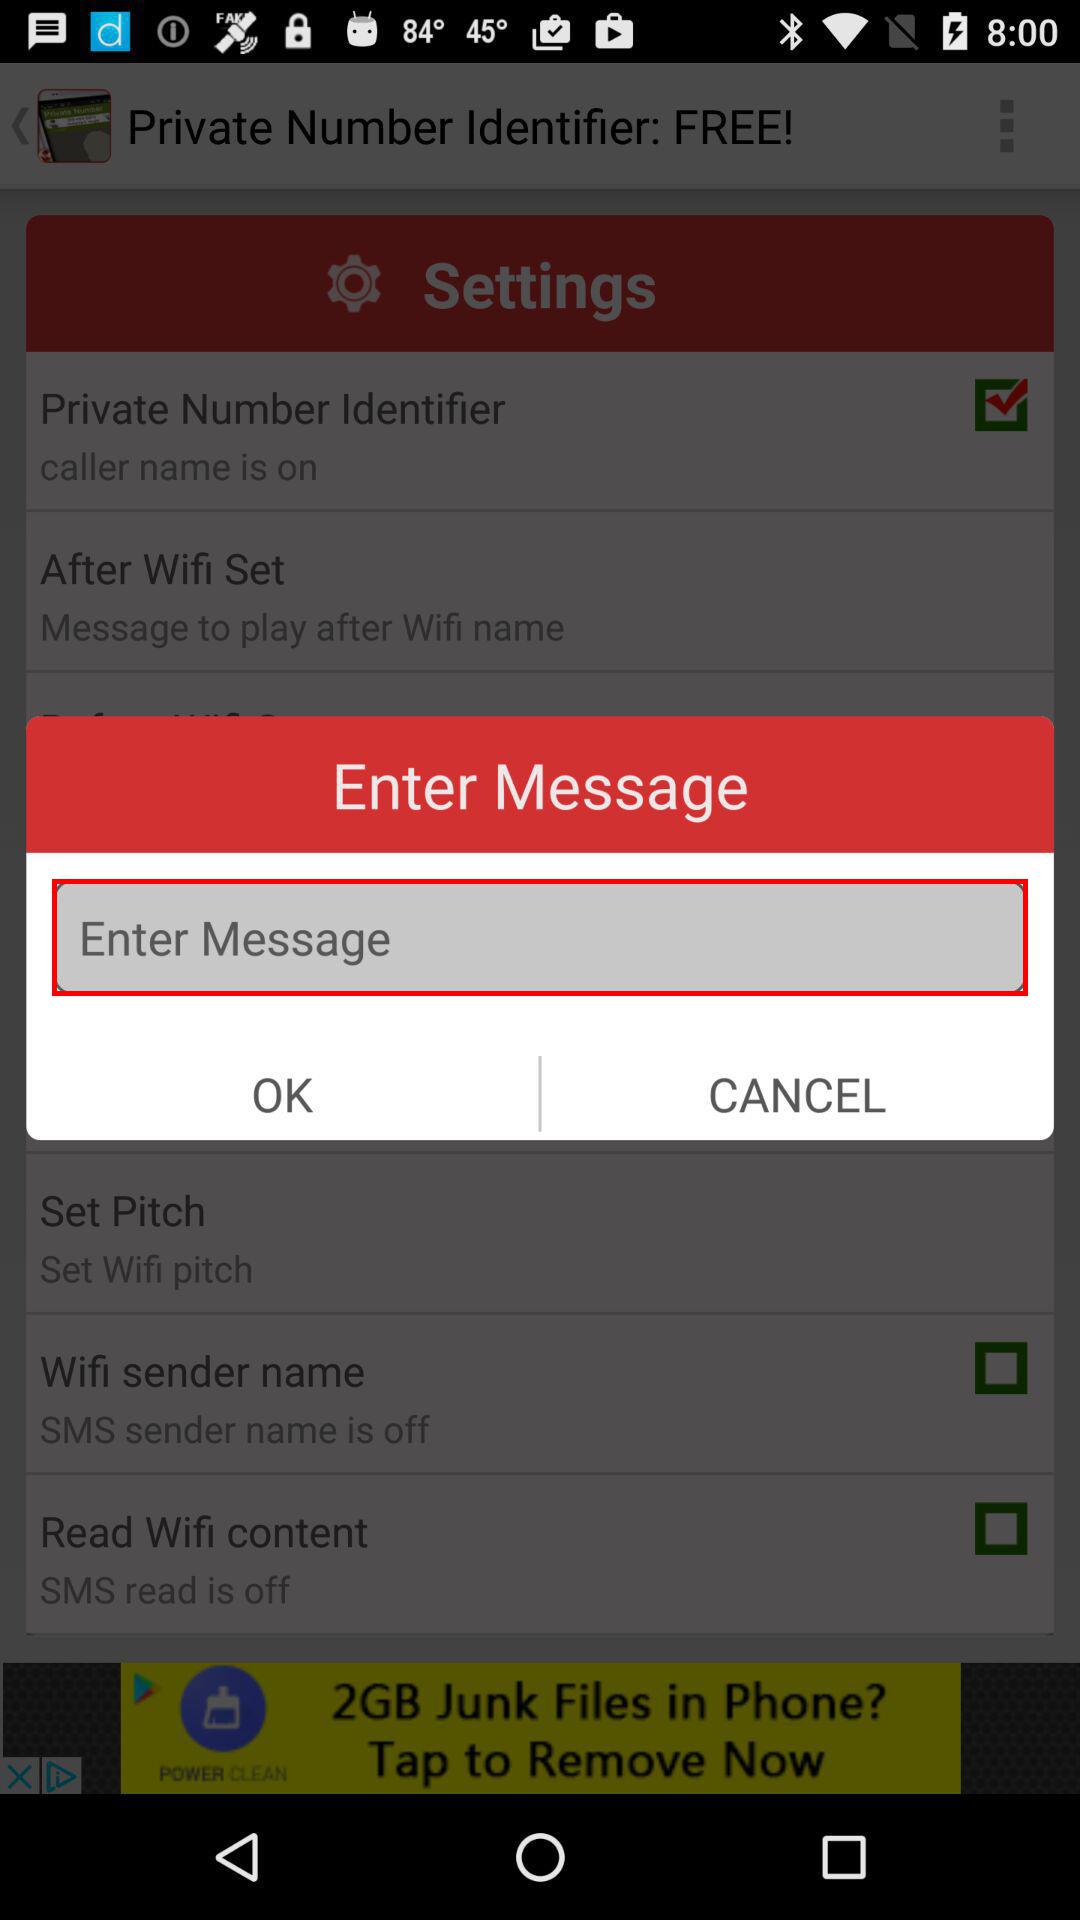 FAKE
84° 45° 8:00
Private Number Identifier: FREE!
Settings
Private Number Identifier
caller name is on
After Wifi Set
Message to play after Wifi name
Enter Message
Enter Message
OK CANCEL
Set Pitch
Set Wifi pitch
Wifi sender name
SMS sender name is off
Read Wifi content
SMS read is off
2GB Junk Files in Phone?
Tap to Remove Now
POWER CLEAN